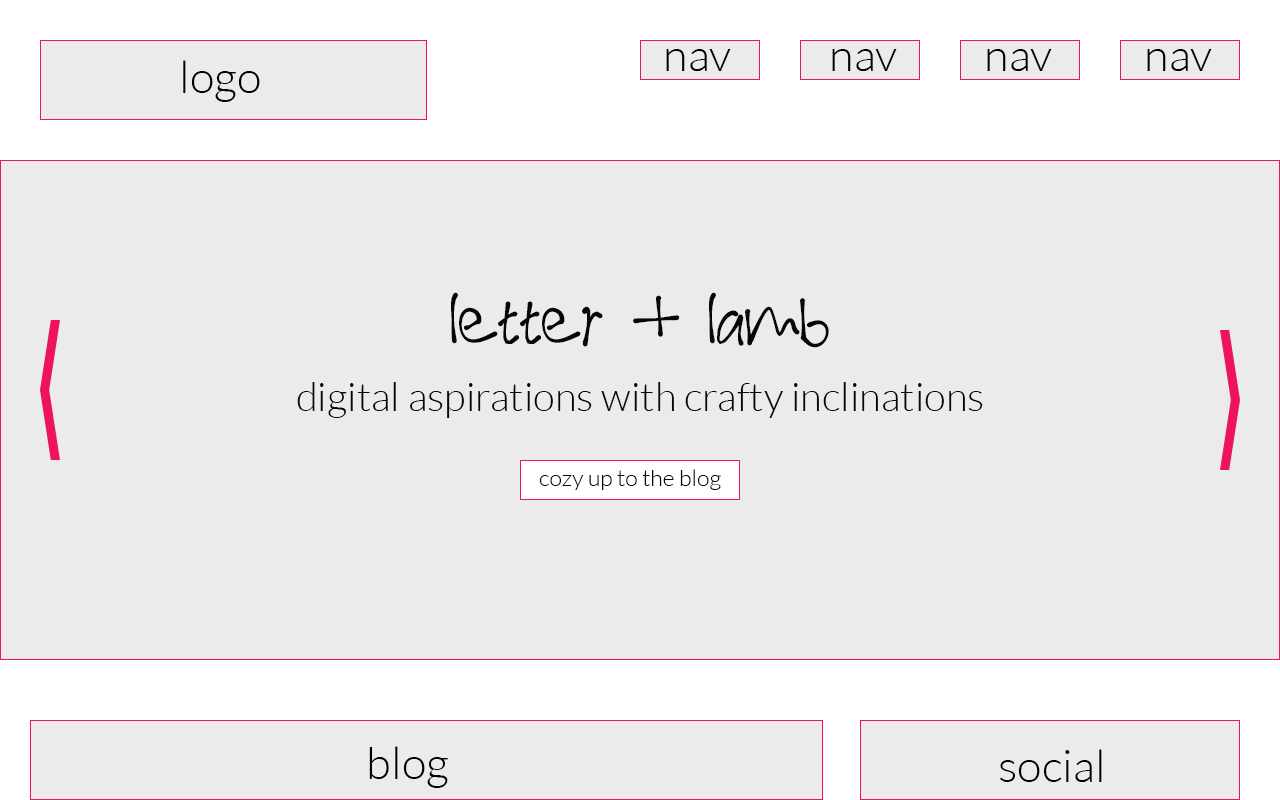 logo
nav nav nav nav
letter + lamb
digital aspirations with crafty inclinations
cozy up to the blog
blog
social